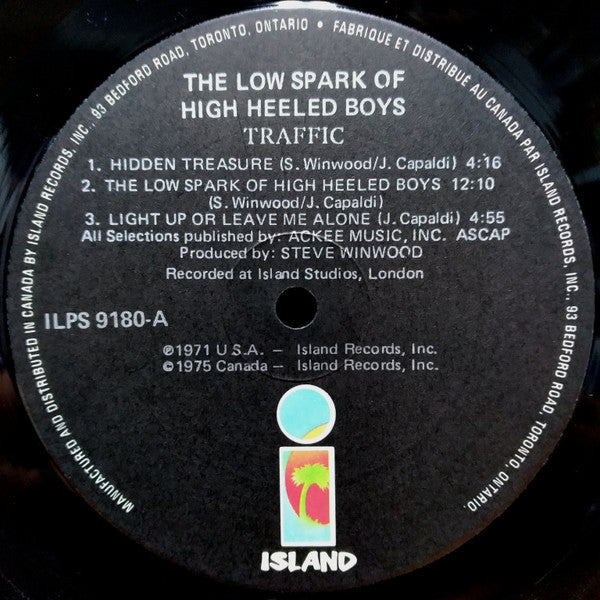 MANUFACTURED AND DISTRIBUTED IN CANADA BY ISLAND RECORDS, INC., 93 BEDFORD ROAD, TORONTO, ONTARIO • FABRIQUE ET DISTRIBUÉ AU CANADA PAR ISLAND RECORDS, INC., 93 BEDFORD ROAD, TORONTO, ONTARIO.
THE LOW SPARK OF
HIGH HEELED BOYS
TRAFFIC
1. HIDDEN TREASURE (S. Winwood/J. Capaldi) 4:16
2. THE LOW SPARK OF HIGH HEELED BOYS 12:10
(S. Winwood/J. Capaldi)
3. LIGHT UP OR LEAVE ME ALONE (J. Capaldi) 4:55
All Selections published by: ACKEE MUSIC, INC. ASCAP
Produced by: STEVE WINWOOD
Recorded at Island Studios, London
ILPS 9180-A
℗1971 U.S.A. – Island Records, Inc.
©1975 Canada – Island Records, Inc.
i
ISLAND